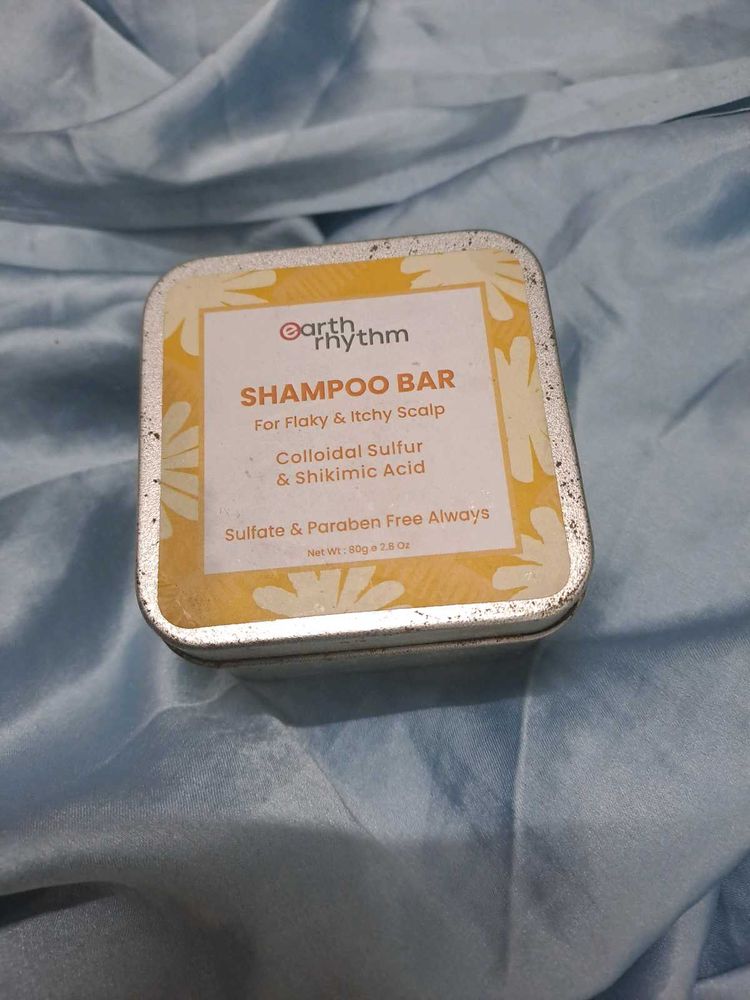 earth
rhythm
SHAMPOO BAR
For Flaky & Itchy Scalp
Colloidal Sulfur
& Shikimic Acid
Sulfate & Paraben Free Always
Net Wt : 80g e 2.8 Oz